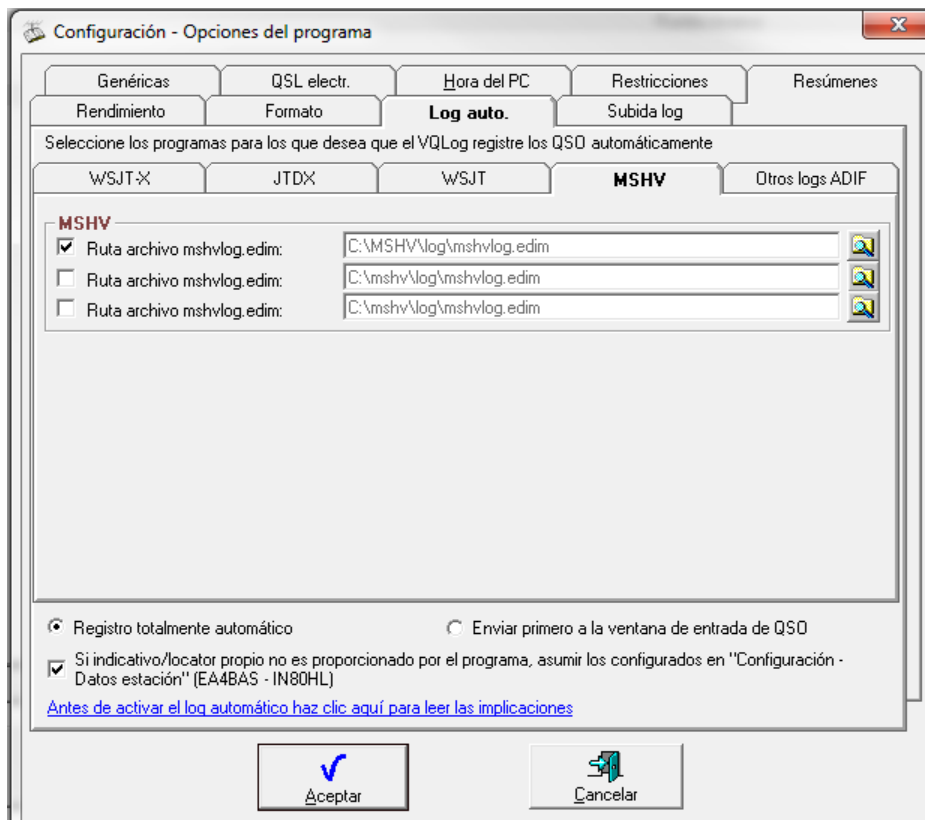 Configuración - Opciones del programa
Genéricas QSL electr. Hora del PC Restricciones Resúmenes
Rendimiento Formato Log auto. Subida log
Seleccione los programas para los que desea que el VQLog registre los QSO automáticamente
WSJT-X JTDX WSJT MSHV Otros logs ADIF
MSHV
Ruta archivo mshvlog.edim: C:\MSHV\log\mshvlog.edim
Ruta archivo mshvlog.edim: C:\mshv\log\mshvlog.edim
Ruta archivo mshvlog.edim: C:\mshv\log\mshvlog.edim
Registro totalmente automático Enviar primero a la ventana de entrada de QSO
Si indicativo/locator propio no es proporcionado por el programa, asumir los configurados en "Configuración -
Datos estación" (EA4BAS - IN80HL)
Antes de activar el log automático haz clic aquí para leer las implicaciones
Aceptar Cancelar